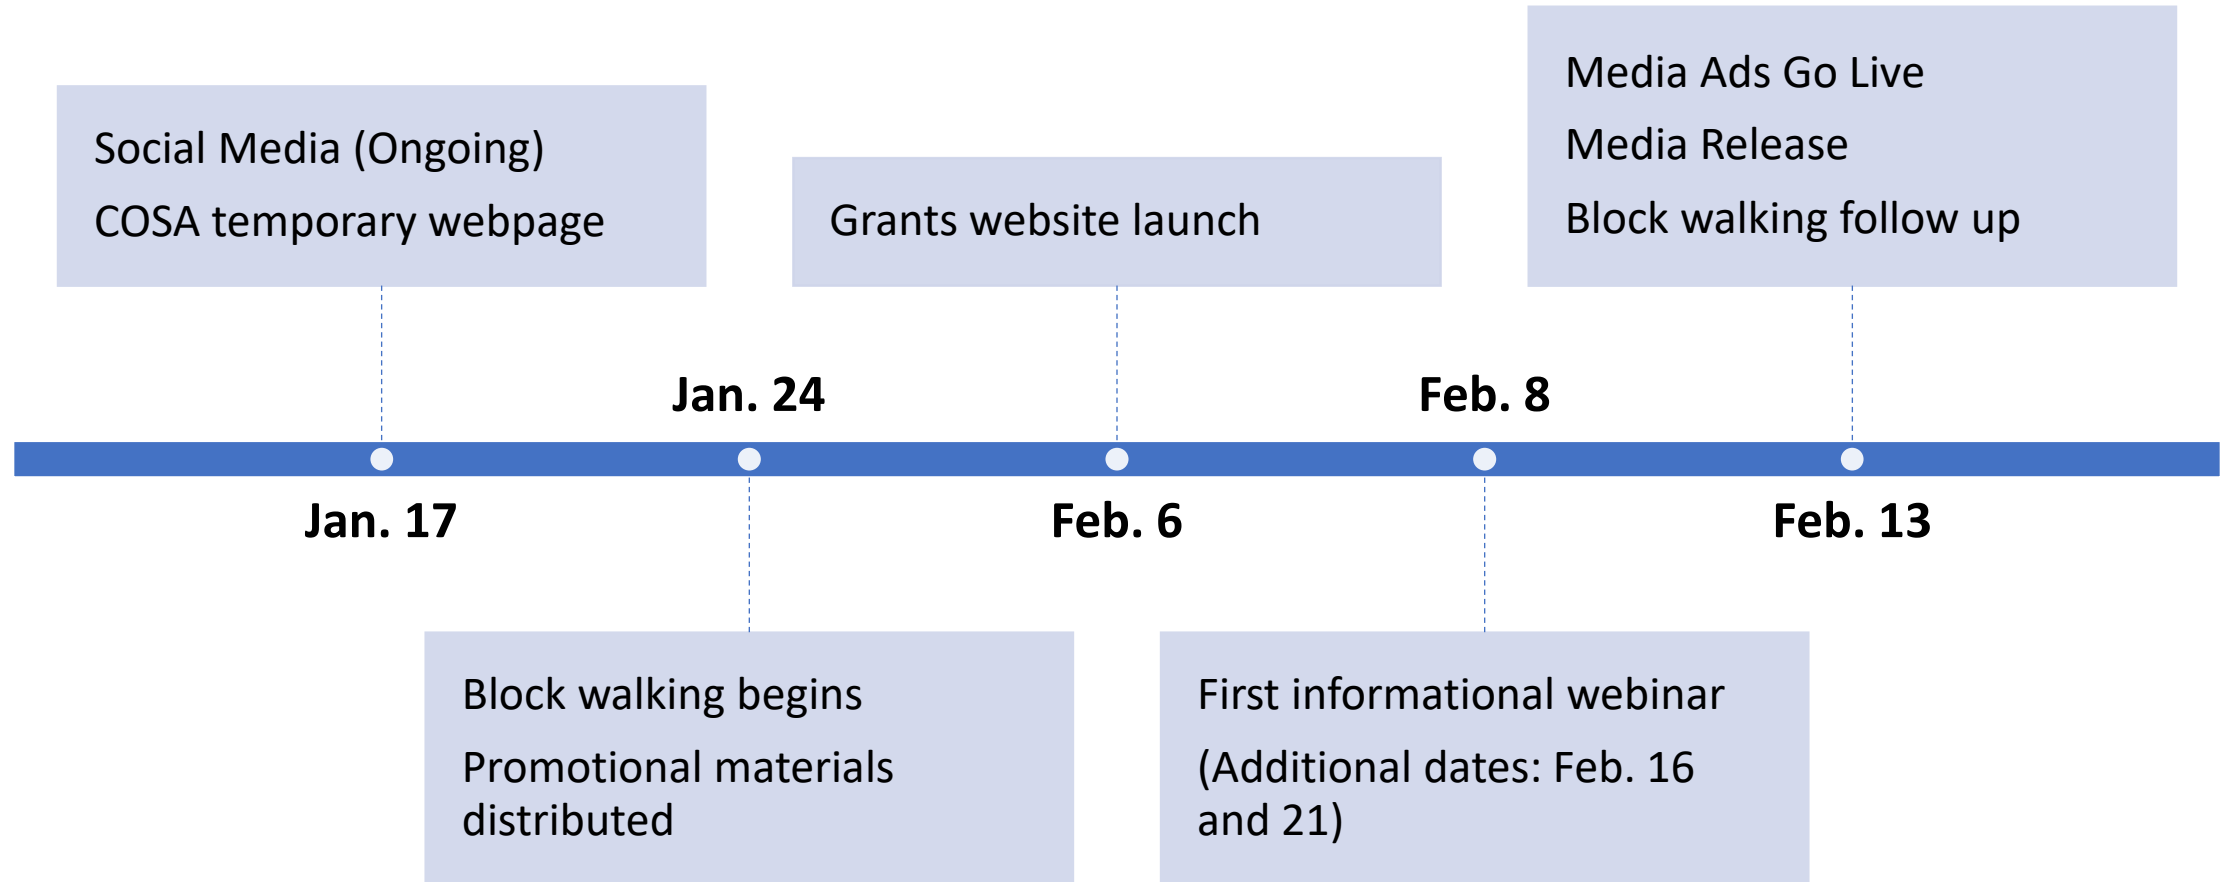 Social Media (Ongoing)
COSA temporary webpage
Grants website launch
Media Ads Go Live
Media Release
Block walking follow up
Jan. 24
Feb. 8
Jan. 17
Feb. 6
Feb. 13
Block walking begins
Promotional materials
distributed
First informational webinar
(Additional dates: Feb. 16
and 21)